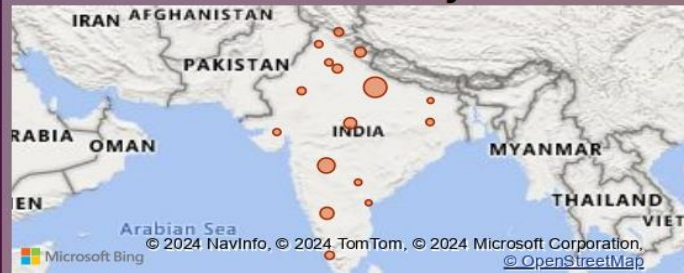 IRAN AFGHANISTAN
PAKISTAN
RABIA OMAN
INDIA
MYANMAR
EN
THAILAND
VIET
Arabian Sea
© 2024 NavInfo, © 2024 TomTom, © 2024 Microsoft Corporation,
Microsoft Bing
© OpenStreetMap